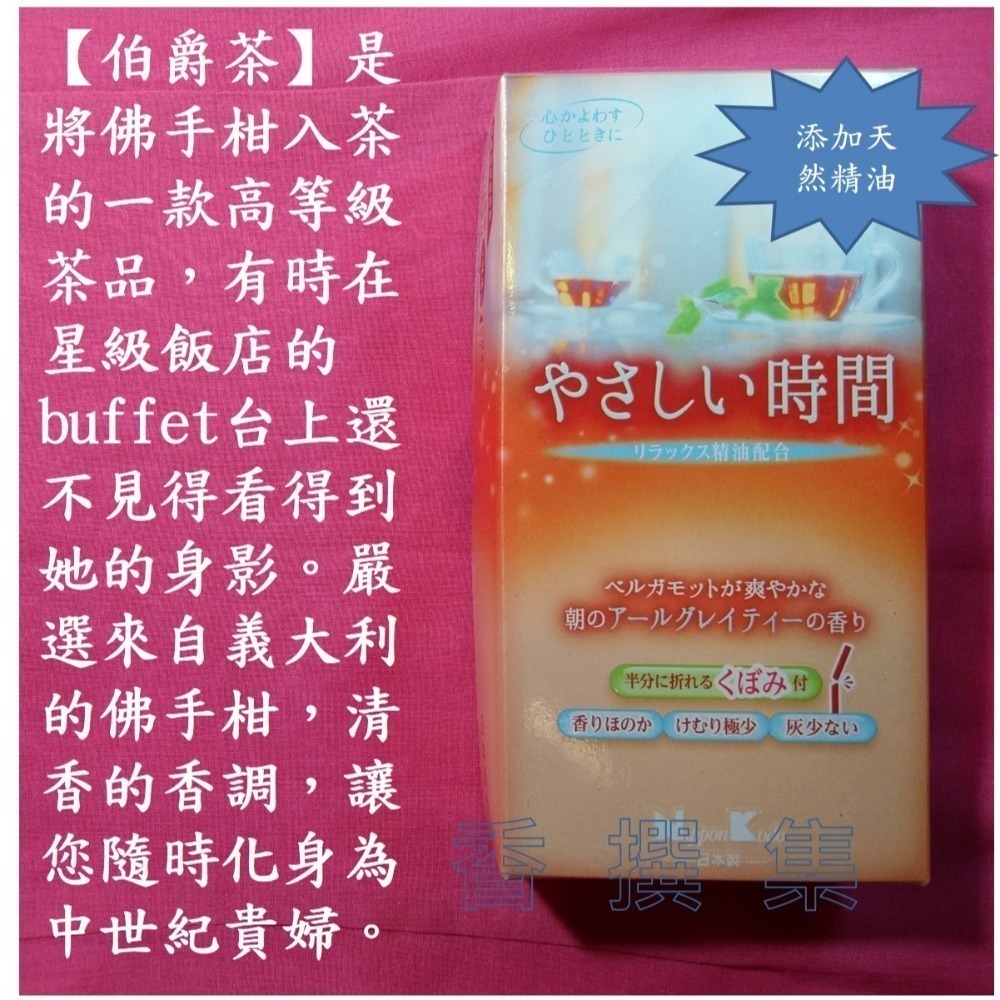 【伯爵茶】是
將佛手柑入茶
的一款高等級
茶品，有時在
星級飯店的
buffet台上還
不見得看得到
她的身影。嚴
選來自義大利
的佛手柑，清
香的香調，讓
您隨時化身為
中世紀貴婦。
添加天
然精油
心かよわす
ひとときに
やさしい時間
リラックス精油配合
ベルガモットが爽やかな
朝のアールグレイティーの香り
半分に折れるくぼみ付
香りほのか けむり極少 灰少ない
Nippon Kodo
日本製
香撰集